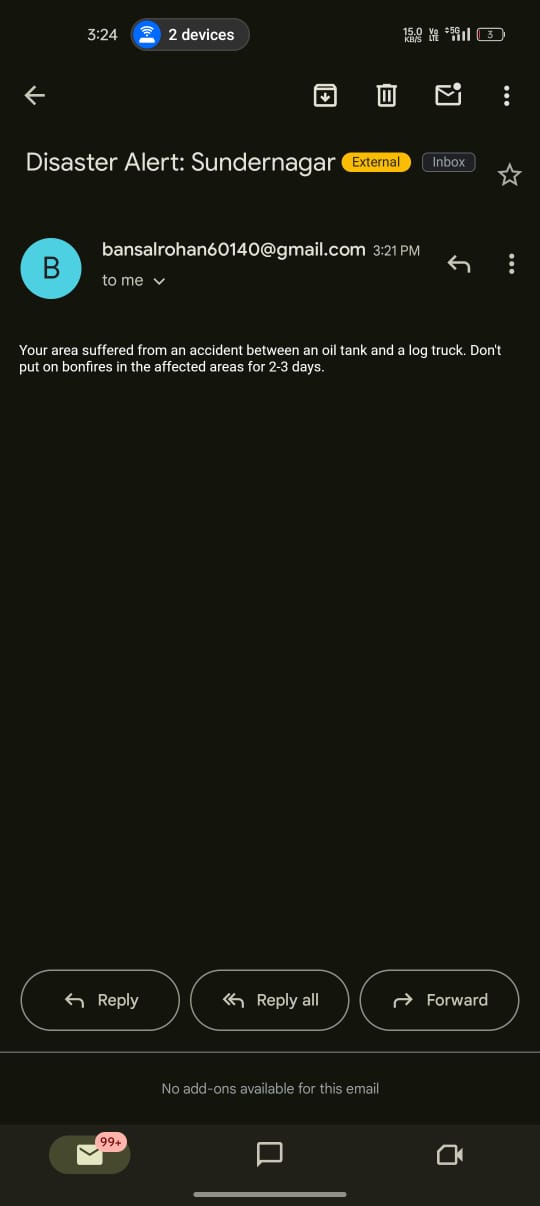 3:24 2 devices 15.0 KB/S Vo LTE 5G 3
Disaster Alert: Sundernagar External Inbox
B bansalrohan60140@gmail.com 3:21 PM
to me
Your area suffered from an accident between an oil tank and a log truck. Don't
put on bonfires in the affected areas for 2-3 days.
Reply Reply all Forward
No add-ons available for this email
99+